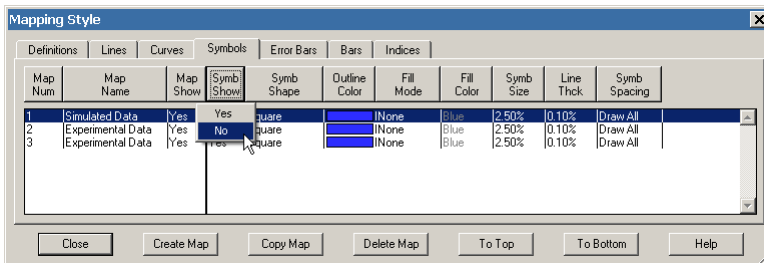 Mapping Style
Definitions Lines Curves Symbols Error Bars Bars Indices
Map Num Map Name Map Show Symb Show Symb Shape Outline Color Fill Mode Fill Color Symb Size Line Thck Symb Spacing
1 Simulated Data Yes quare None Blue 2.50% 0.10% Draw All
Yes
No
2 Experimental Data Yes quare None Blue 2.50% 0.10% Draw All
3 Experimental Data Yes Yes quare None Blue 2.50% 0.10% Draw All
Close Create Map Copy Map Delete Map To Top To Bottom Help